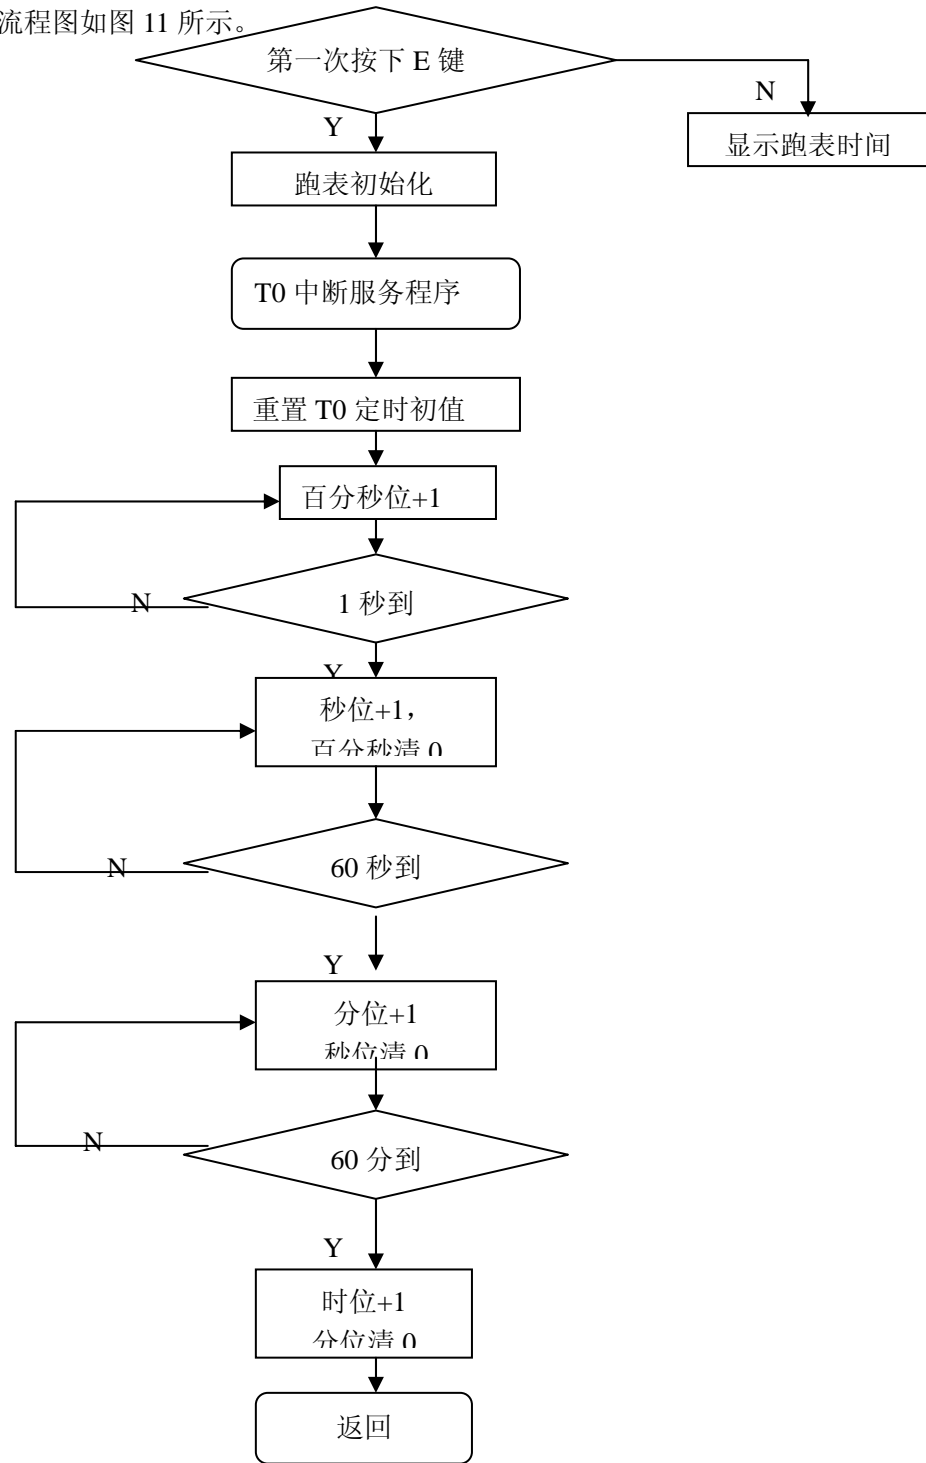 流程图如图 11 所示。
第一次按下 E 键
N
Y
显示跑表时间
跑表初始化
T0 中断服务程序
重置 T0 定时初值
百分秒位+1
N
1 秒到
Y
秒位+1，
百分秒清 0
N
60 秒到
Y
分位+1
秒位清 0
N
60 分到
Y
时位+1
分位清 0
返回